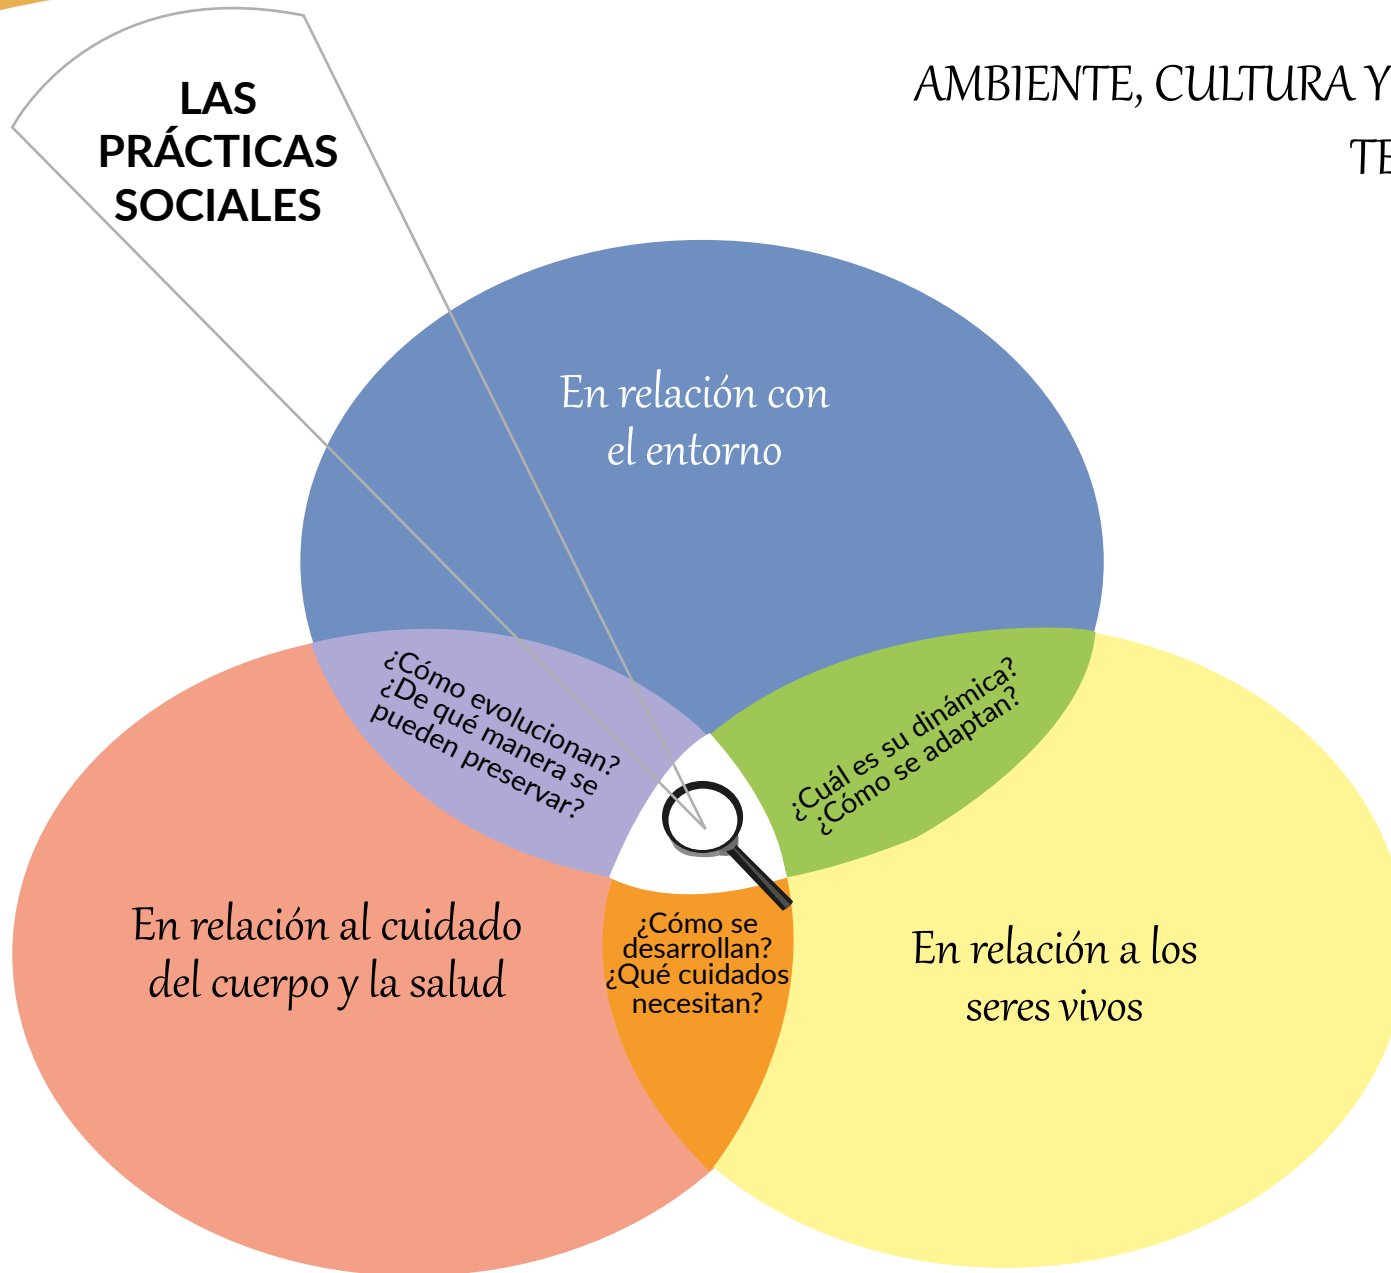 LAS
PRÁCTICAS
SOCIALES
AMBIENTE, CULTURA Y
En relación con
el entorno
¿Cómo evolucionan?
¿De qué manera se
pueden preservar?
¿Cuál es su dinámica?
¿Cómo se adaptan?
En relación al cuidado
del cuerpo y la salud
¿Cómo se
desarrollan?
¿Qué cuidados
necesitan?
En relación a los
seres vivos